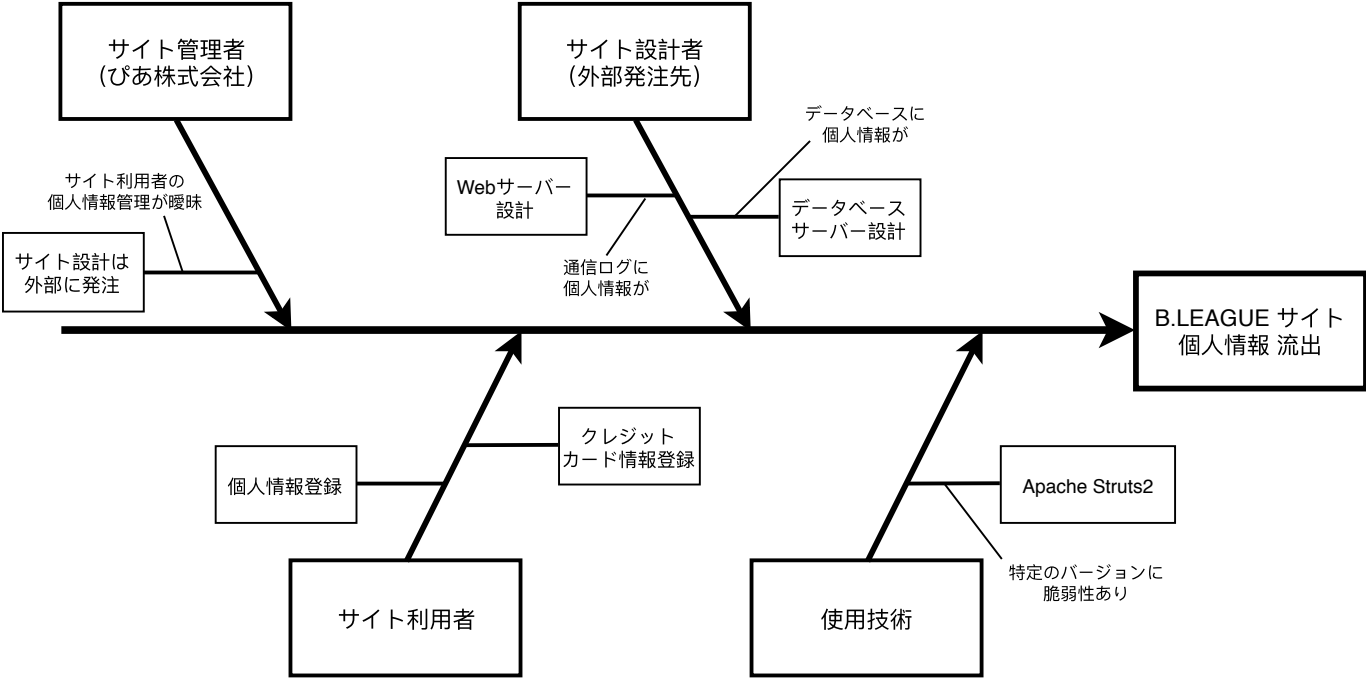 サイト管理者
（ぴあ株式会社）
サイト設計者
（外部発注先）
データベースに
個人情報が
サイト利用者の
個人情報管理が曖昧
Webサーバー
設計
データベース
サーバー設計
サイト設計は
外部に発注
通信ログに
個人情報が
B.LEAGUE サイト
個人情報 流出
クレジット
カード情報登録
個人情報登録
Apache Struts2
特定のバージョンに
脆弱性あり
サイト利用者
使用技術